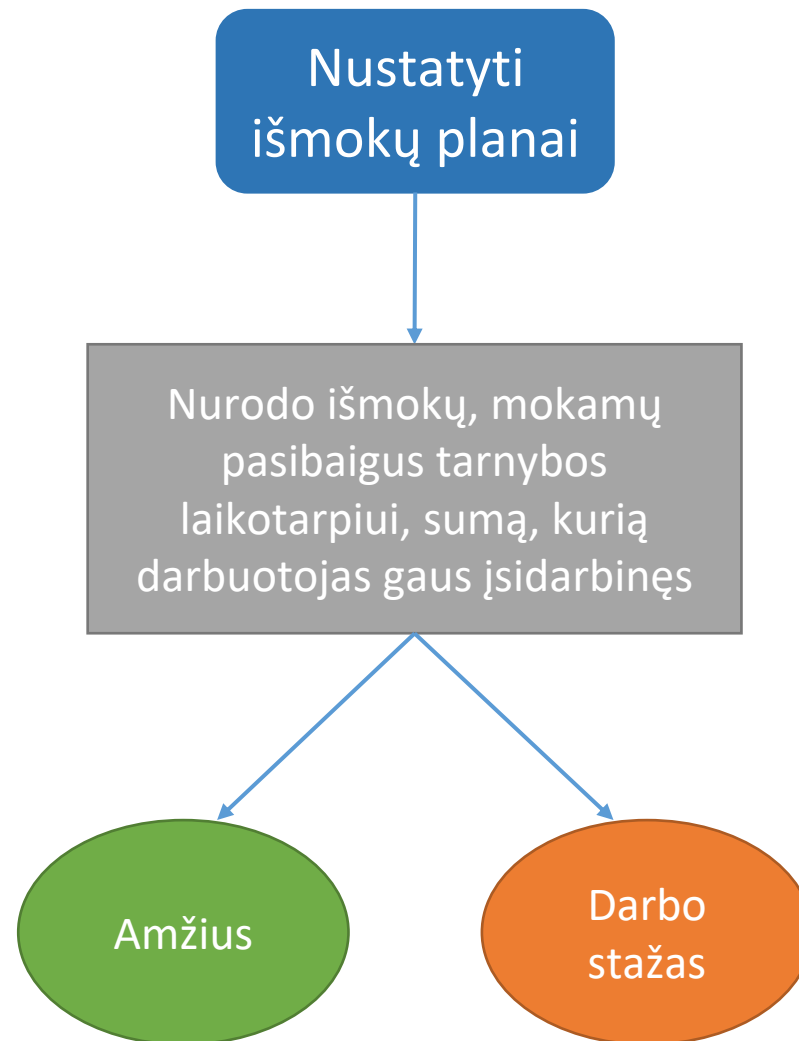 Nustatyti
išmokų planai
Nurodo išmokų, mokamų
pasibaigus tarnybos
laikotarpiui, sumą, kurią
darbuotojas gaus įsidarbinęs
Amžius
Darbo
stažas